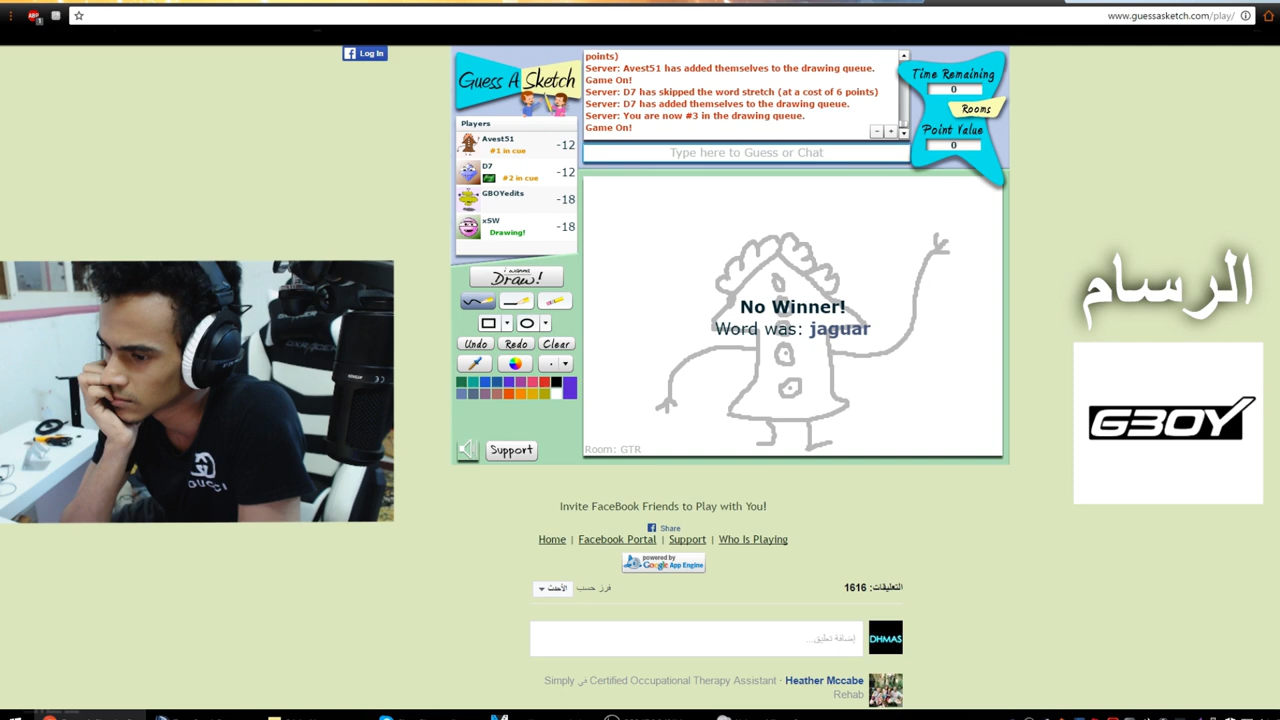 www.guessasketch.com/play/
Log In
Guess A Sketch
points)
Server: Avest51 has added themselves to the drawing queue.
Game On!
Server: D7 has skipped the word stretch (at a cost of 6 points)
Server: D7 has added themselves to the drawing queue.
Server: You are now #3 in the drawing queue.
Game On!
Type here to Guess or Chat
Time Remaining
0
Rooms
Point Value
0
Players
Avest51
#1 in cue
-12
D7
#2 in cue
-12
GBOYedits
-18
xSW
Drawing!
-18
i wanna
Draw!
Undo
Redo
Clear
Support
No Winner!
Word was: jaguar
Room: GTR
GUCCI
الرسام
GBOY
Invite FaceBook Friends to Play with You!
Share
Home | Facebook Portal | Support | Who Is Playing
powered by
Google App Engine
التعليقات: 1616
فرز حسب
الأحدث
إضافة تعليق...
DHMAS
Heather Mccabe · Certified Occupational Therapy Assistant في Simply
Rehab